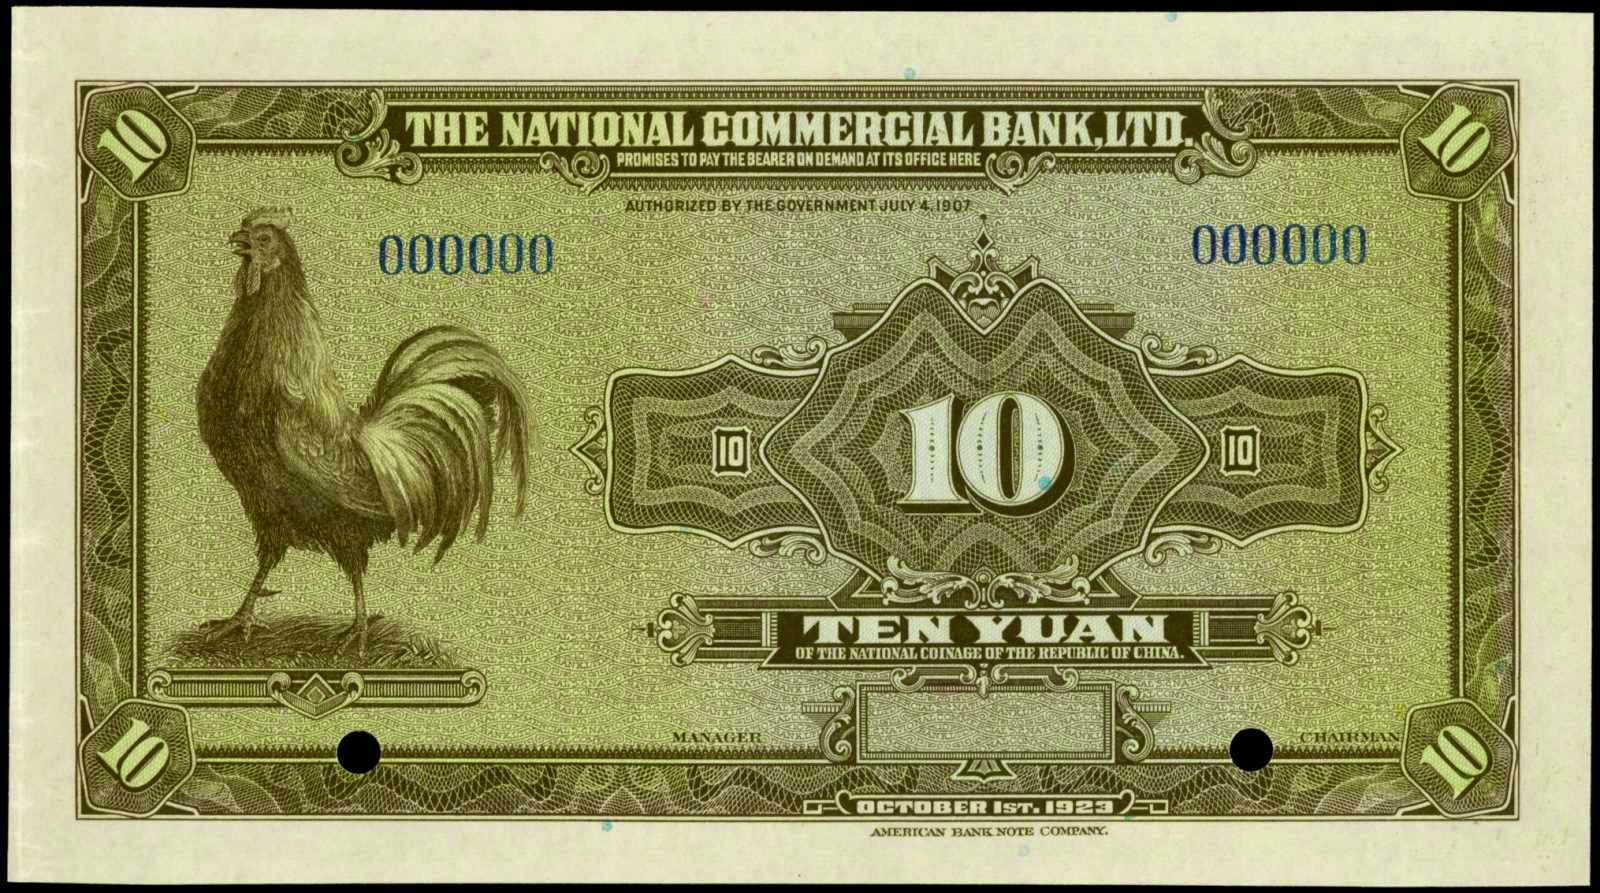 10 10
THE NATIONAL COMMERCIAL BANK, LTD.
PROMISES TO PAY THE BEARER ON DEMAND AT ITS OFFICE HERE
AUTHORIZED BY THE GOVERNMENT JULY 4, 1907
000000 000000
10 10 10
TEN YUAN
OF THE NATIONAL COINAGE OF THE REPUBLIC OF CHINA.
MANAGER CHAIRMAN
10 10
OCTOBER 1ST, 1923
AMERICAN BANK NOTE COMPANY.